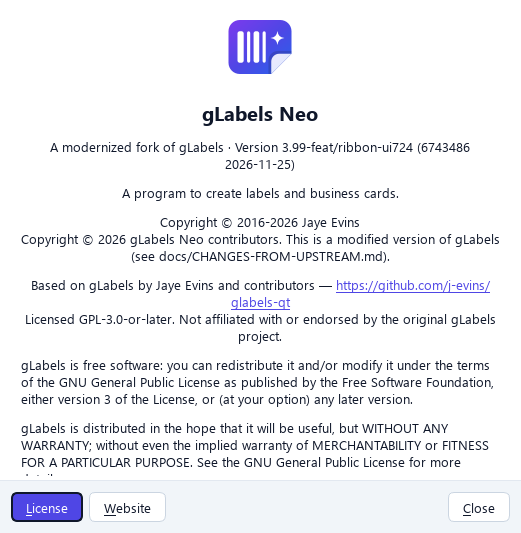 gLabels Neo
A modernized fork of gLabels · Version 3.99-feat/ribbon-ui724 (6743486
2026-11-25)
A program to create labels and business cards.
Copyright © 2016-2026 Jaye Evins
Copyright © 2026 gLabels Neo contributors. This is a modified version of gLabels
(see docs/CHANGES-FROM-UPSTREAM.md).
Based on gLabels by Jaye Evins and contributors — https://github.com/j-evins/
glabels-qt
Licensed GPL-3.0-or-later. Not affiliated with or endorsed by the original gLabels
project.
gLabels is free software: you can redistribute it and/or modify it under the terms
of the GNU General Public License as published by the Free Software Foundation,
either version 3 of the License, or (at your option) any later version.
gLabels is distributed in the hope that it will be useful, but WITHOUT ANY
WARRANTY; without even the implied warranty of MERCHANTABILITY or FITNESS
FOR A PARTICULAR PURPOSE. See the GNU General Public License for more
License
Website
Close